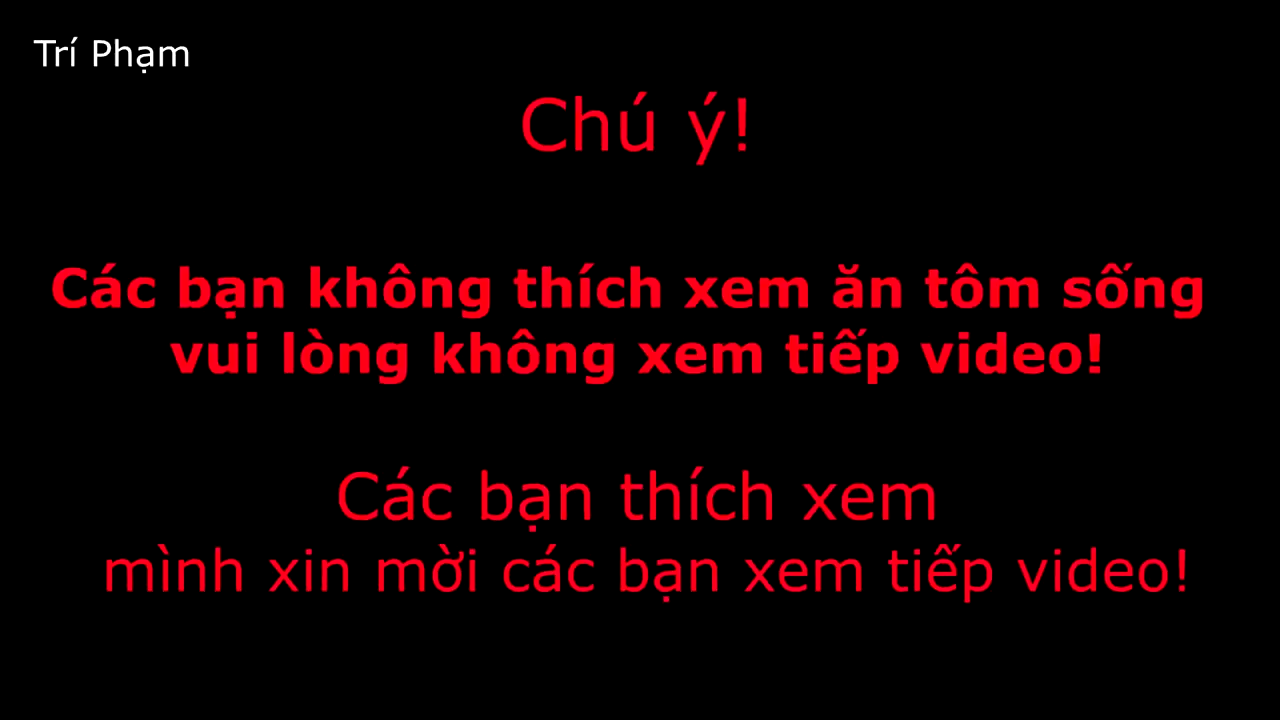 Trí Phạm
Chú ý!
Các bạn không thích xem ăn tôm sống
vui lòng không xem tiếp video!
Các bạn thích xem
mình xin mời các bạn xem tiếp video!